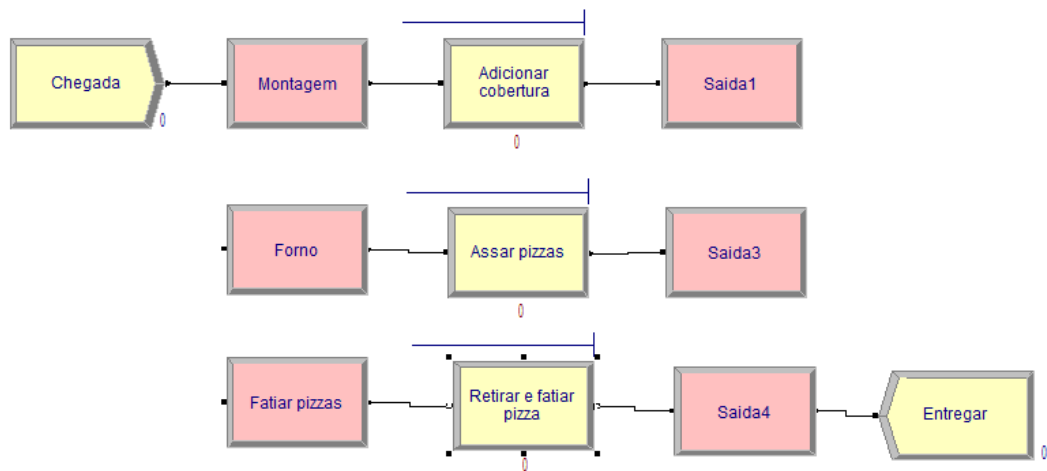 Chegada
0
Montagem
Adicionar
cobertura
0
Saida1
Forno
Assar pizzas
0
Saida3
Fatiar pizzas
Retirar e fatiar
pizza
0
Saida4
Entregar
0